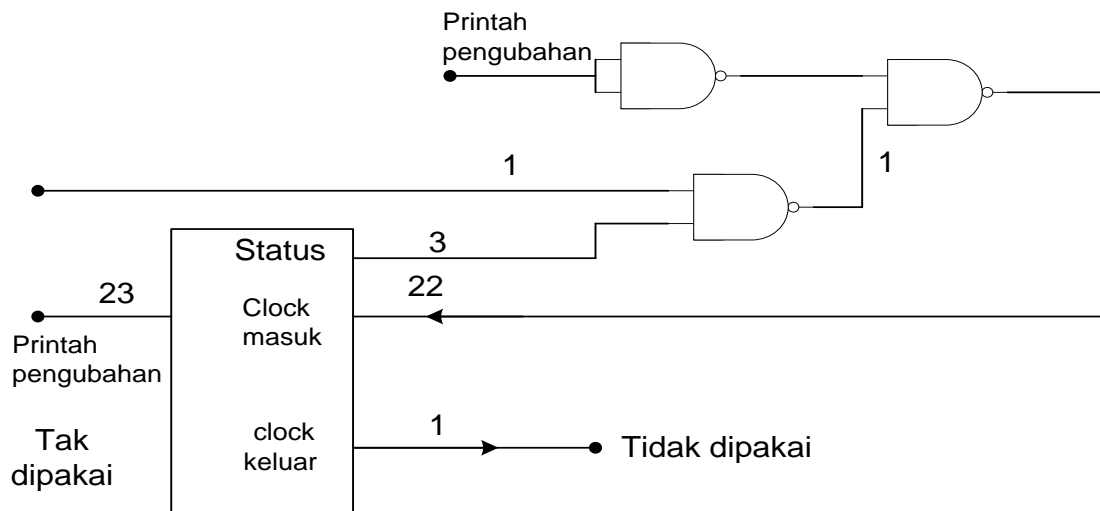 Printah
pengubahan
1
1
Status
3
23
Clock
masuk
22
Printah
pengubahan
Tak
dipakai
clock
keluar
1
Tidak dipakai